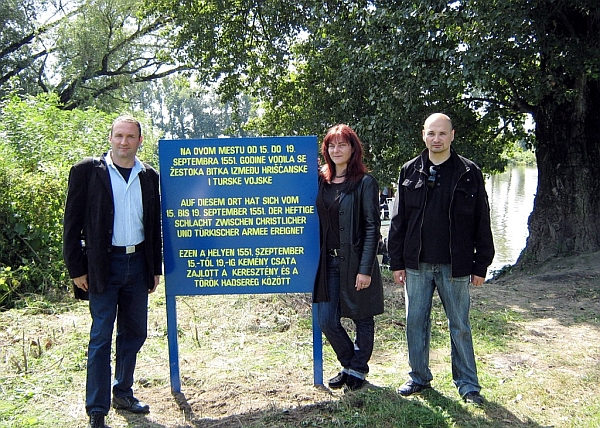 NA OVOM MESTU OD 15. DO 19.
SEPTEMBRA 1551. GODINE VODILA SE
ŽESTOKA BITKA IZMEĐU HRIŠĆANSKE
I TURSKE VOJSKE
AUF DIESEM ORT HAT SICH VOM
15. BIS 19. SEPTEMBER 1551. DER HEFTIGE
SCHLACHT ZWISCHEN CHRISTLICHER
UND TÜRKISCHER ARMEE EREIGNET
EZEN A HELYEN 1551. SZEPTEMBER
15.-TÓL 19.-IG KEMÉNY CSATA
ZAJLOTT A KERESZTÉNY ÉS A
TÖRÖK HADSEREG KÖZÖTT